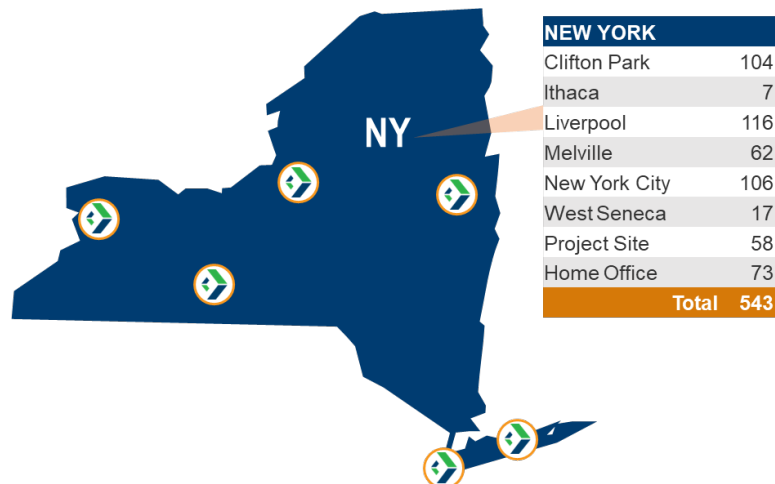 NY
NEW YORK
Clifton Park 104
Ithaca 7
Liverpool 116
Melville 62
New York City 106
West Seneca 17
Project Site 58
Home Office 73
Total 543